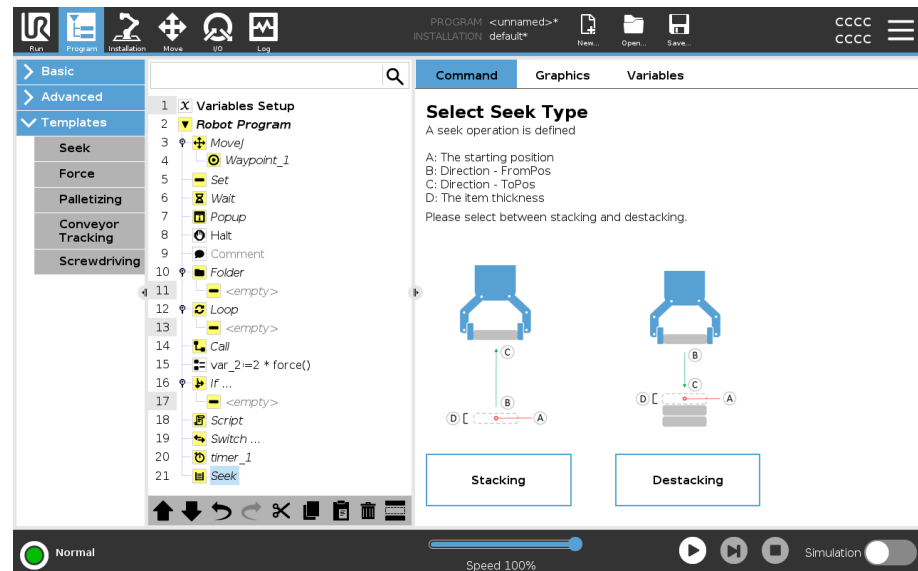 PROGRAM <unnamed>*
INSTALLATION default*
CCCC
CCCC
Run
Program
Installation
Move
I/O
Log
New...
Open...
Save...
Basic
Advanced
Templates
Seek
Force
Palletizing
Conveyor
Tracking
Screwdriving
1 X Variables Setup
2 Robot Program
3 MoveJ
4 Waypoint_1
5 Set
6 Wait
7 Popup
8 Halt
9 Comment
10 Folder
11 <empty>
12 Loop
13 <empty>
14 Call
15 var_2:=2 * force()
16 If ...
17 <empty>
18 Script
19 Switch ...
20 timer_1
21 Seek
Command Graphics Variables
Select Seek Type
A seek operation is defined
A: The starting position
B: Direction - FromPos
C: Direction - ToPos
D: The item thickness
Please select between stacking and destacking.
C
B
D
A
B
C
D
A
Stacking
Destacking
Normal
Speed 100%
Simulation